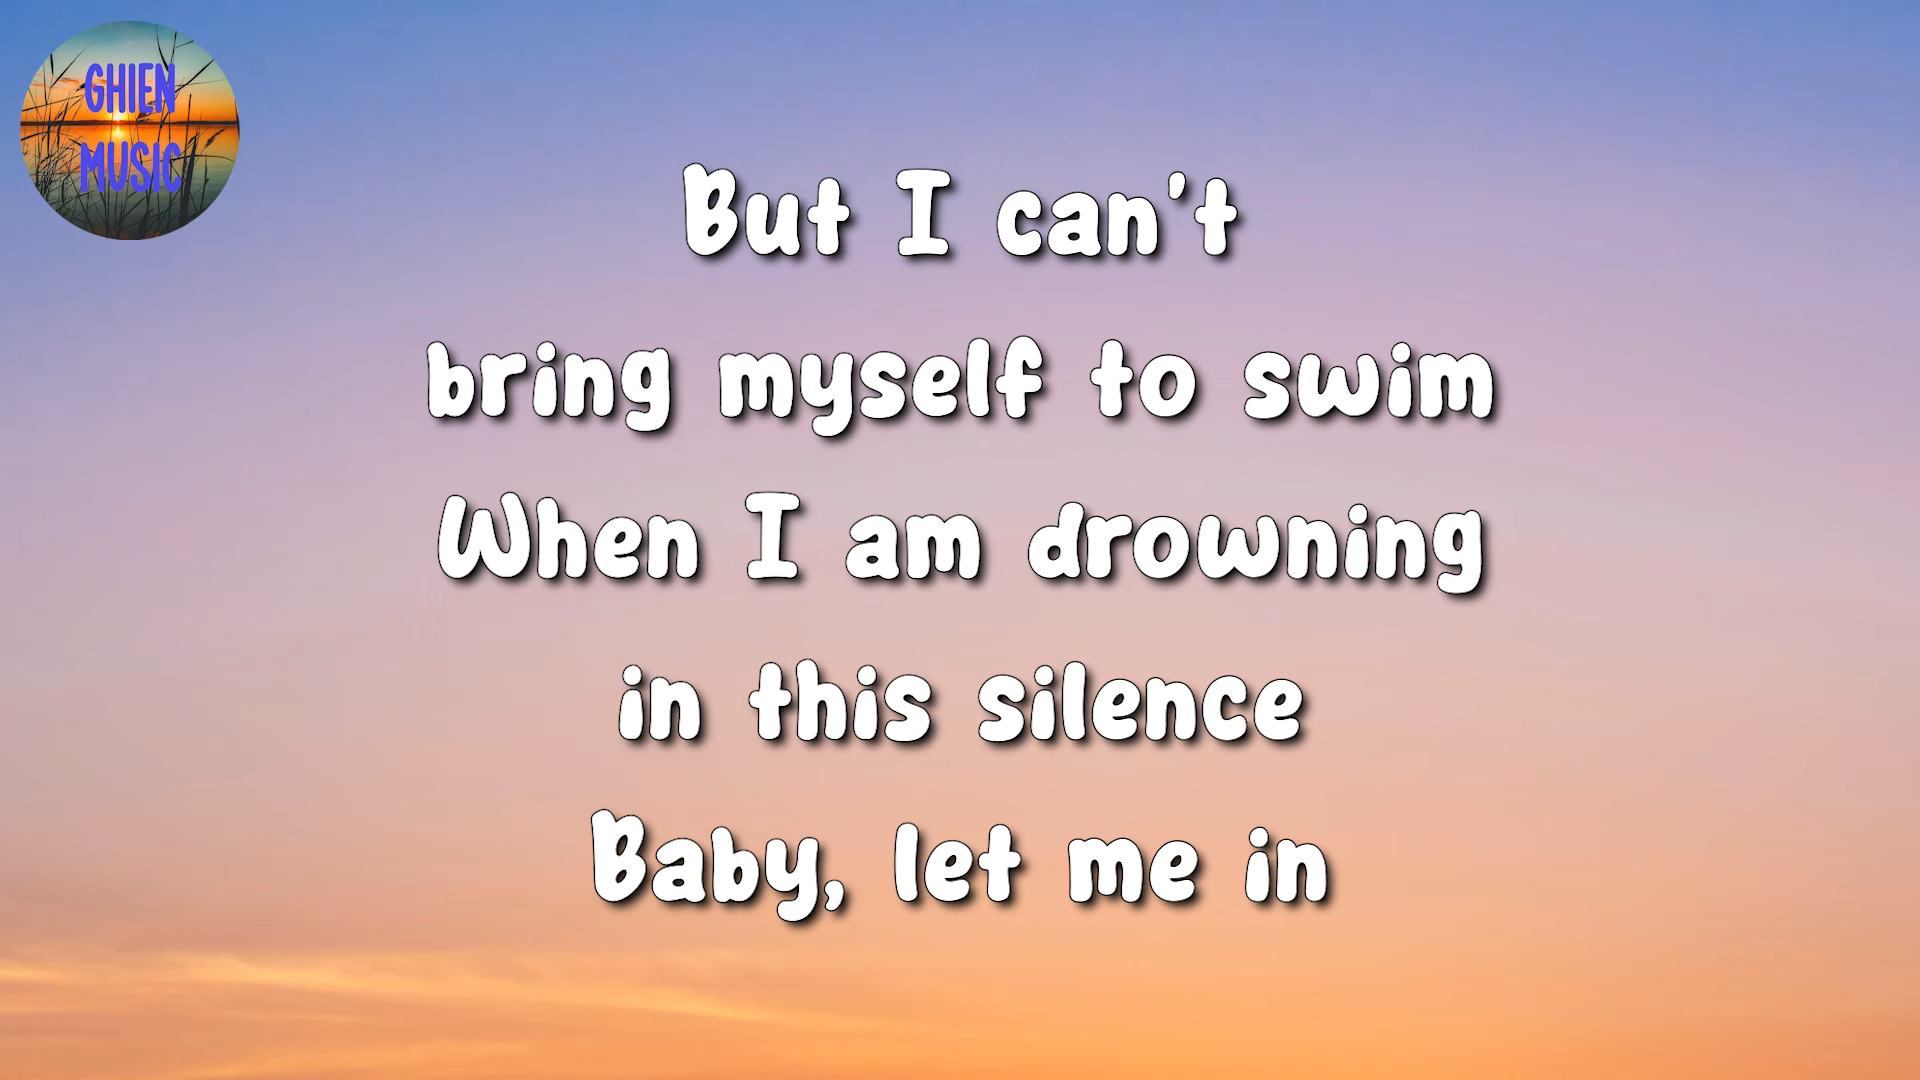 GHIEN
MUSIC
But I can't
bring myself to swim
When I am drowning
in this silence
Baby, let me in